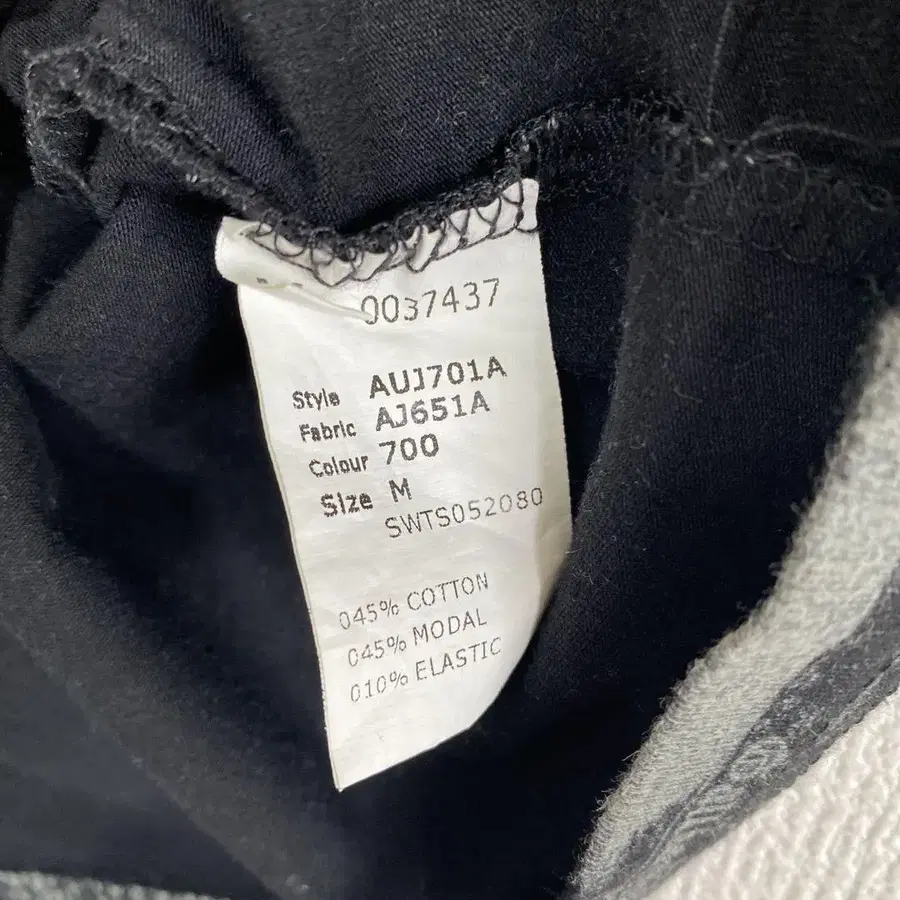 0037437
Style AUJ701A
Fabric AJ651A
Colour 700
Size M
SWTS052080
045% COTTON
045% MODAL
010% ELASTIC